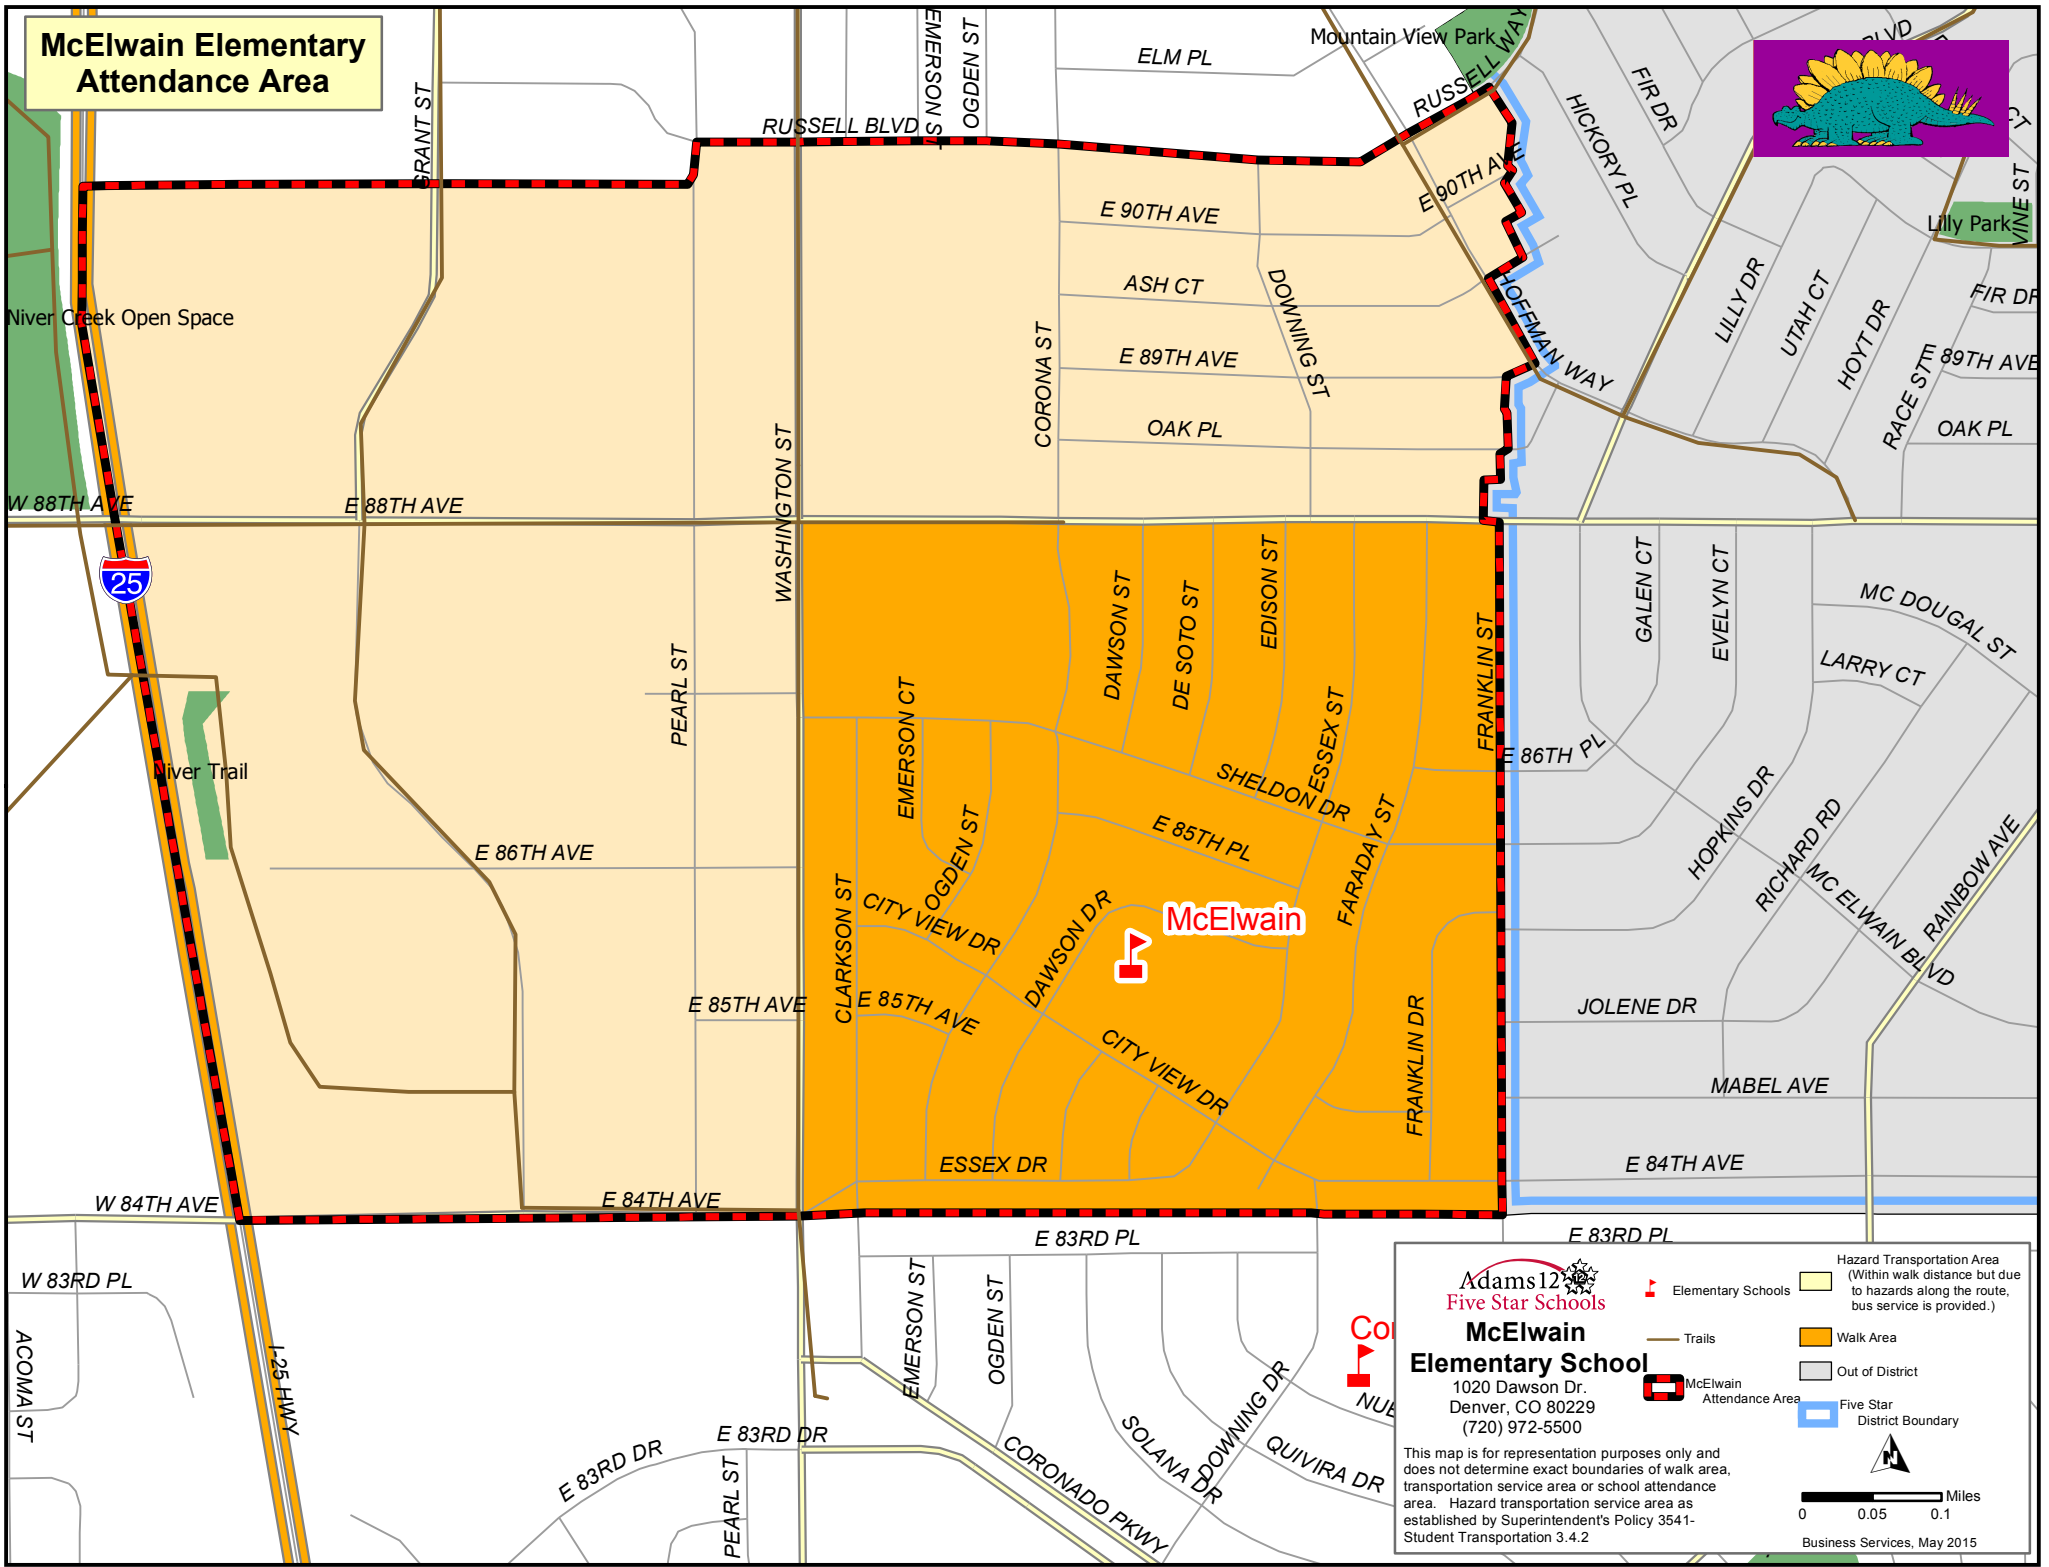 McElwain Elementary
Attendance Area
Mountain View Park
ELM PL
EMERSON ST
OGDEN ST
GRANT ST
RUSSELL BLVD
RUSSELL WAY
BLVD
FIR DR
HICKORY PL
CT
VINE ST
Lilly Park
E 90TH AVE
E 90TH AVE
ASH CT
DOWNING ST
HOFFMAN WAY
LILLY DR
UTAH CT
HOYT DR
FIR DR
Niver Creek Open Space
CORONA ST
E 89TH AVE
RACE ST
E 89TH AVE
OAK PL
OAK PL
WASHINGTON ST
W 88TH AVE
E 88TH AVE
25
DAWSON ST
DE SOTO ST
EDISON ST
ESSEX ST
FRANKLIN ST
GALEN CT
EVELYN CT
MC DOUGAL ST
LARRY CT
PEARL ST
EMERSON CT
E 86TH PL
Niver Trail
SHELDON DR
E 85TH PL
OGDEN ST
FARADAY ST
HOPKINS DR
RICHARD RD
MC ELWAIN BLVD
RAINBOW AVE
E 86TH AVE
CLARKSON ST
CITY VIEW DR
DAWSON DR
McElwain
E 85TH AVE
E 85TH AVE
CITY VIEW DR
FRANKLIN DR
JOLENE DR
MABEL AVE
ESSEX DR
E 84TH AVE
W 84TH AVE
E 84TH AVE
E 83RD PL
E 83RD PL
W 83RD PL
ACOMA ST
I-25 HWY
EMERSON ST
OGDEN ST
E 83RD DR
E 83RD DR
PEARL ST
CORONADO PKWY
SOLANA DR
DOWNING DR
QUIVIRA DR
Cor
NUE
Adams12
Five Star Schools
McElwain
Elementary School
1020 Dawson Dr.
Denver, CO 80229
(720) 972-5500
This map is for representation purposes only and
does not determine exact boundaries of walk area,
transportation service area or school attendance
area. Hazard transportation service area as
established by Superintendent's Policy 3541-
Student Transportation 3.4.2
Elementary Schools
Trails
McElwain
Attendance Area
Hazard Transportation Area
(Within walk distance but due
to hazards along the route,
bus service is provided.)
Walk Area
Out of District
Five Star
District Boundary
N
Miles
0 0.05 0.1
Business Services, May 2015